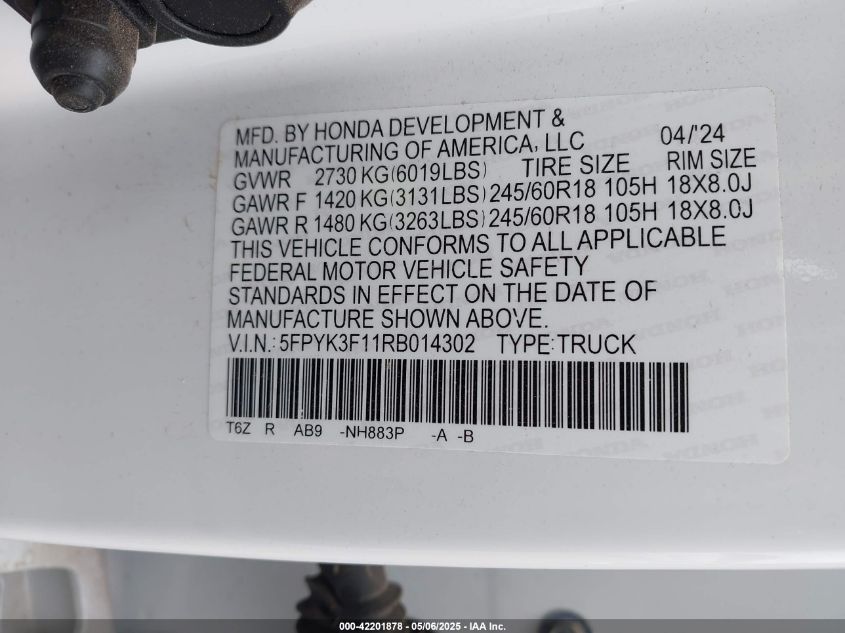 MFD. BY HONDA DEVELOPMENT &
MANUFACTURING OF AMERICA, LLC 04/'24
GVWR 2730 KG(6019LBS) TIRE SIZE RIM SIZE
GAWR F 1420 KG(3131LBS) 245/60R18 105H 18X8.0J
GAWR R 1480 KG(3263LBS) 245/60R18 105H 18X8.0J
THIS VEHICLE CONFORMS TO ALL APPLICABLE
FEDERAL MOTOR VEHICLE SAFETY
STANDARDS IN EFFECT ON THE DATE OF
MANUFACTURE SHOWN ABOVE.
V.I.N.: 5FPYK3F11RB014302 TYPE:TRUCK
T6Z R AB9 -NH883P -A -B
000-42201878 - 05/06/2025 - IAA Inc.